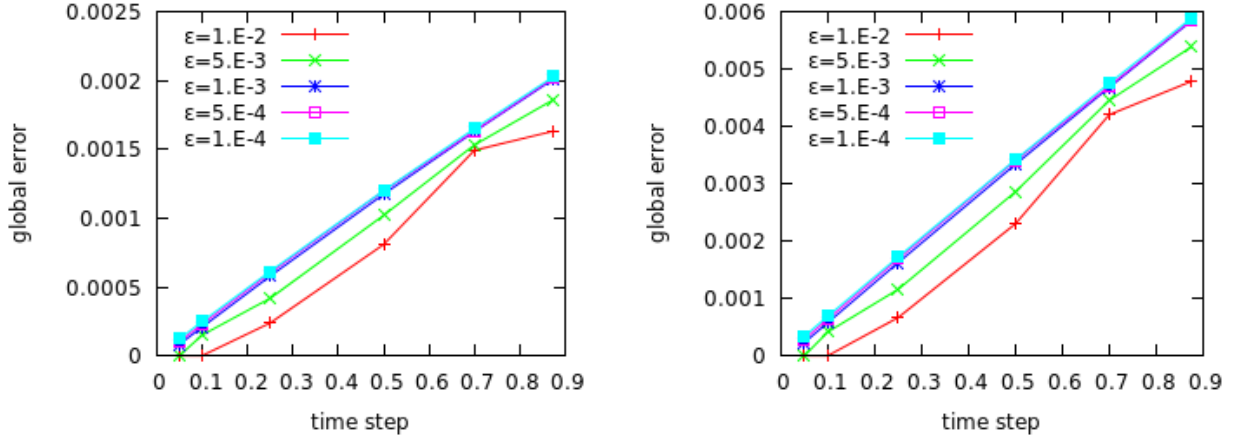 0.0025
0.002
0.0015
0.001
0.0005
0
global error
ε=1.E-2
ε=5.E-3
ε=1.E-3
ε=5.E-4
ε=1.E-4
0 0.1 0.2 0.3 0.4 0.5 0.6 0.7 0.8 0.9
time step
0.006
0.005
0.004
0.003
0.002
0.001
0
global error
ε=1.E-2
ε=5.E-3
ε=1.E-3
ε=5.E-4
ε=1.E-4
0 0.1 0.2 0.3 0.4 0.5 0.6 0.7 0.8 0.9
time step